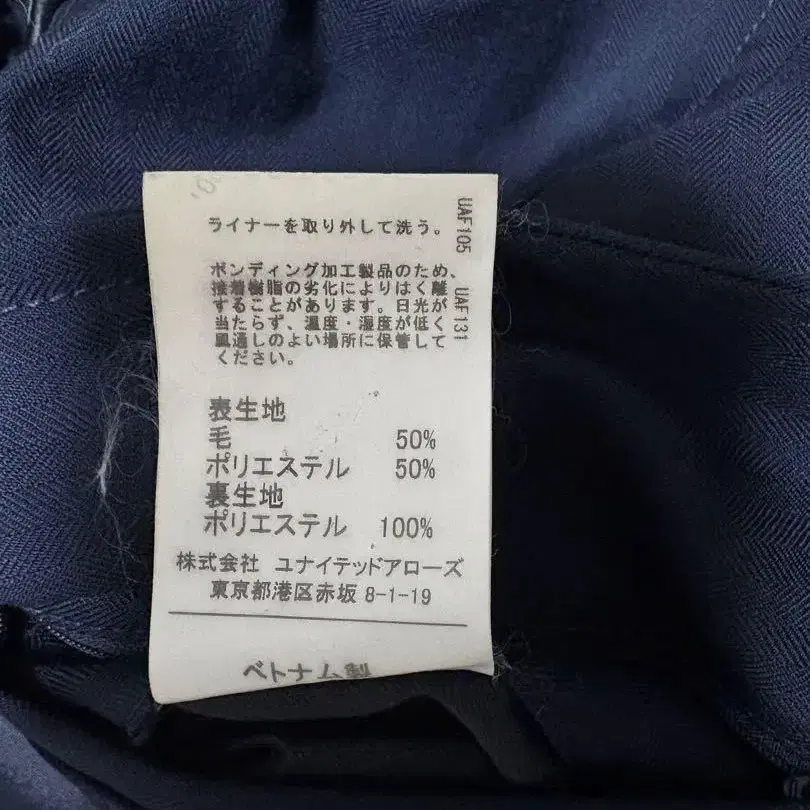 ライナーを取り外して洗う。
ボンディング加工製品のため、
接着樹脂の劣化によりはく離
することがあります。日光が
当たらず、温度・湿度が低く
風通しのよい場所に保管して
ください。
UAF105
UAF131
表生地
毛 50%
ポリエステル 50%
裏生地
ポリエステル 100%
株式会社 ユナイテッドアローズ
東京都港区赤坂 8-1-19
ベトナム製